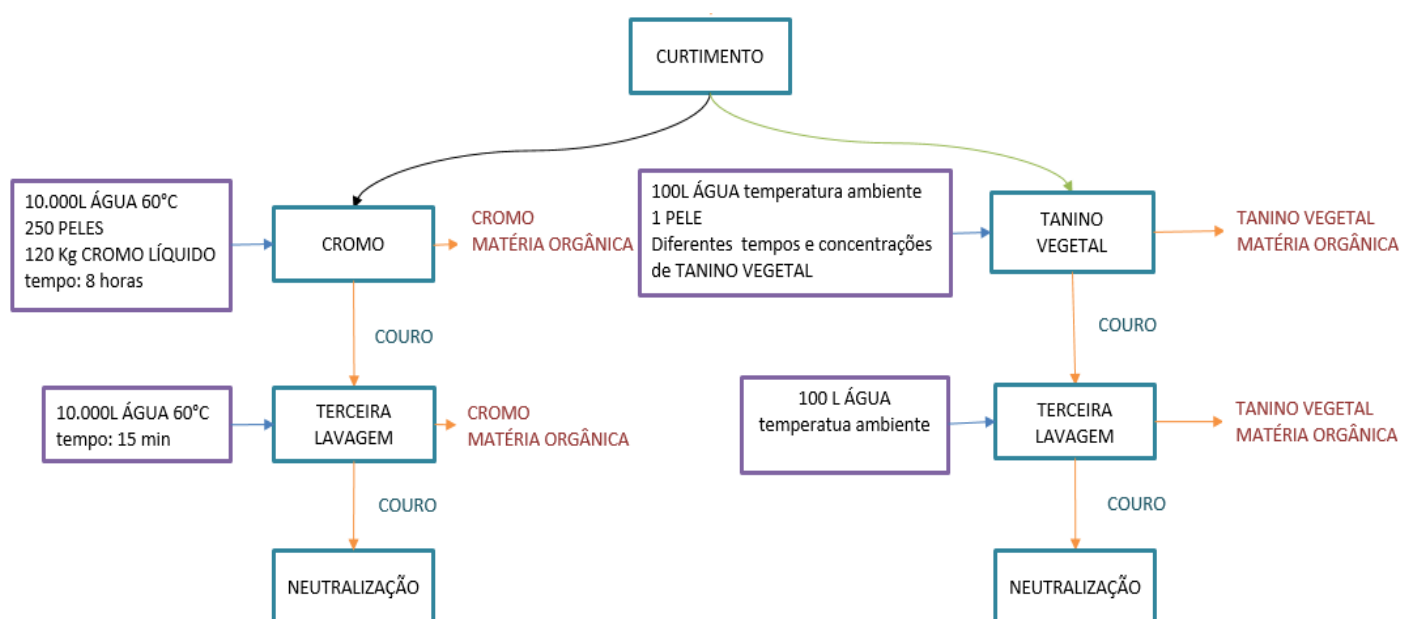 CURTIMENTO
10.000L ÁGUA 60°C
250 PELES
120 Kg CROMO LÍQUIDO
tempo: 8 horas
CROMO
CROMO
MATÉRIA ORGÂNICA
100L ÁGUA temperatura ambiente
1 PELE
Diferentes tempos e concentrações
de TANINO VEGETAL
TANINO
VEGETAL
TANINO VEGETAL
MATÉRIA ORGÂNICA
COURO
COURO
10.000L ÁGUA 60°C
tempo: 15 min
TERCEIRA
LAVAGEM
CROMO
MATÉRIA ORGÂNICA
100 L ÁGUA
temperatua ambiente
TERCEIRA
LAVAGEM
TANINO VEGETAL
MATÉRIA ORGÂNICA
COURO
COURO
NEUTRALIZAÇÃO
NEUTRALIZAÇÃO